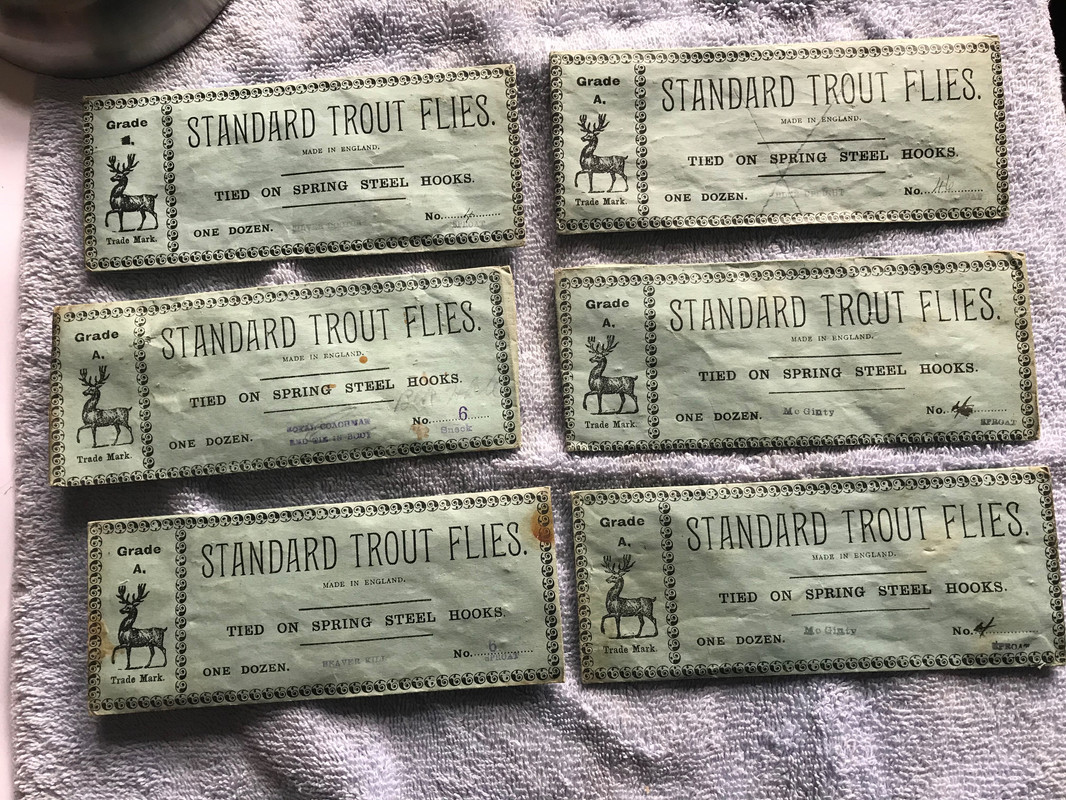 Grade
STANDARD TROUT FLIES.
MADE IN ENGLAND.
TIED ON SPRING STEEL HOOKS.
Trade Mark.
ONE DOZEN.
No.
Grade
A.
STANDARD TROUT FLIES.
MADE IN ENGLAND.
TIED ON SPRING STEEL HOOKS.
Trade Mark.
ONE DOZEN.
No.
Grade
A.
STANDARD TROUT FLIES.
MADE IN ENGLAND.
TIED ON SPRING STEEL HOOKS.
Trade Mark.
ONE DOZEN.
ROYAL COACHMAN
No. 6
Snack
Grade
A.
STANDARD TROUT FLIES.
MADE IN ENGLAND.
TIED ON SPRING STEEL HOOKS.
Trade Mark.
ONE DOZEN. McGinty
No.
SPROAT
Grade
A.
STANDARD TROUT FLIES.
MADE IN ENGLAND.
TIED ON SPRING STEEL HOOKS.
Trade Mark.
ONE DOZEN. BEAVER KILL
No. 6
SPROAT
Grade
A.
STANDARD TROUT FLIES.
MADE IN ENGLAND.
TIED ON SPRING STEEL HOOKS.
Trade Mark.
ONE DOZEN. McGinty
No. 4
SPROAT